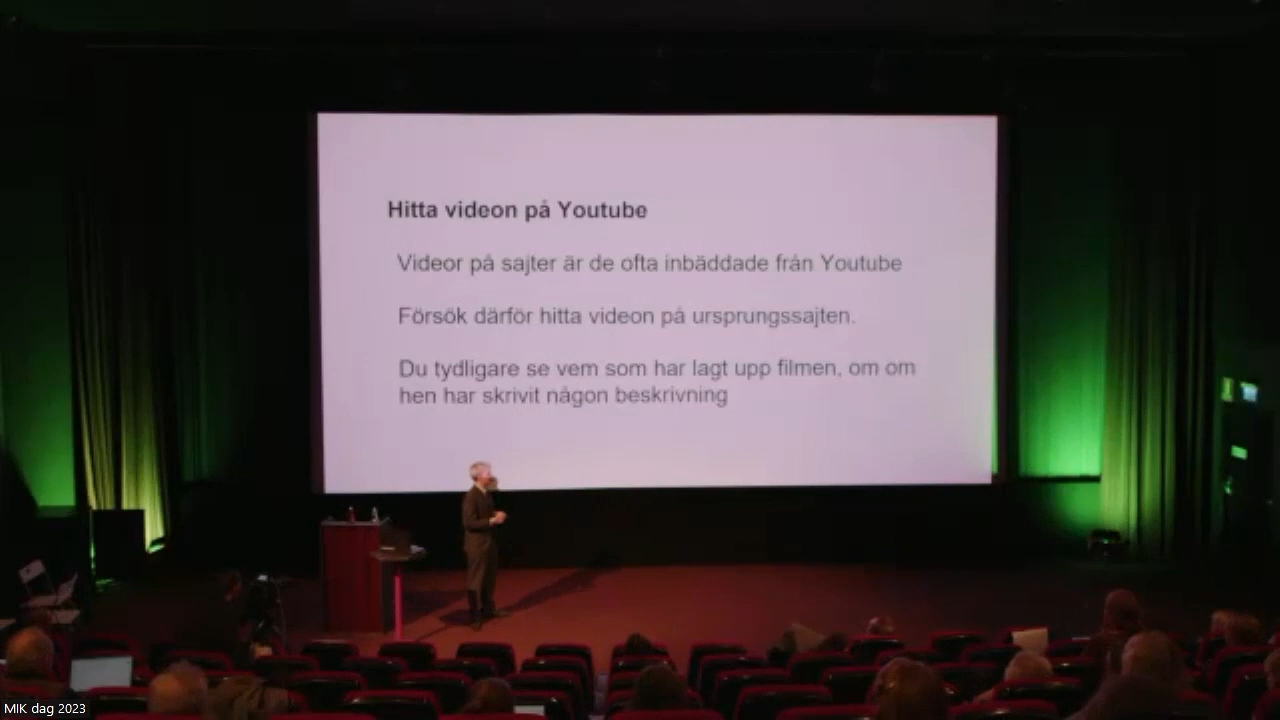 Hitta videon på Youtube
Videor på sajter är de ofta inbäddade från Youtube
Försök därför hitta videon på ursprungssajten.
Du tydligare se vem som har lagt upp filmen, om om
hen har skrivit någon beskrivning
MIK dag 2023